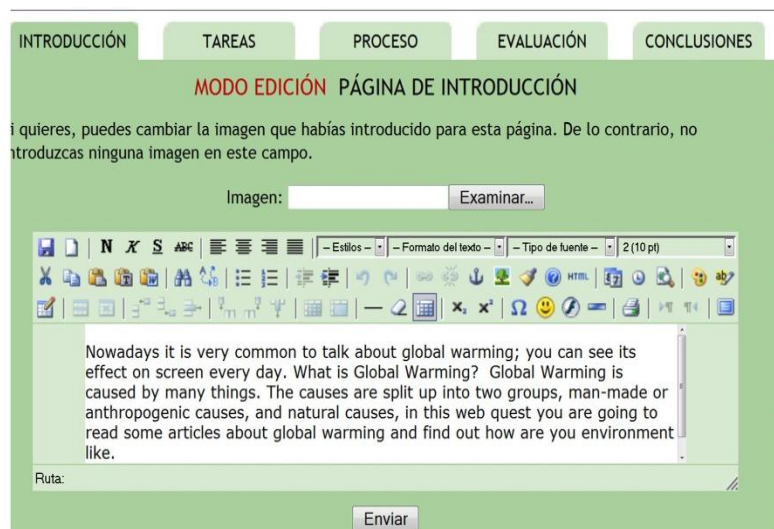 INTRODUCCIÓN TAREAS PROCESO EVALUACIÓN CONCLUSIONES
MODO EDICIÓN PÁGINA DE INTRODUCCIÓN
i quieres, puedes cambiar la imagen que habías introducido para esta página. De lo contrario, no
ntroduzcas ninguna imagen en este campo.
Imagen: Examinar...
N K S ABC – Estilos – – Formato del texto – – Tipo de fuente – 2 (10 pt)
HTML
Nowadays it is very common to talk about global warming; you can see its
effect on screen every day. What is Global Warming? Global Warming is
caused by many things. The causes are split up into two groups, man-made or
anthropogenic causes, and natural causes, in this web quest you are going to
read some articles about global warming and find out how are you environment
like.
Ruta:
Enviar